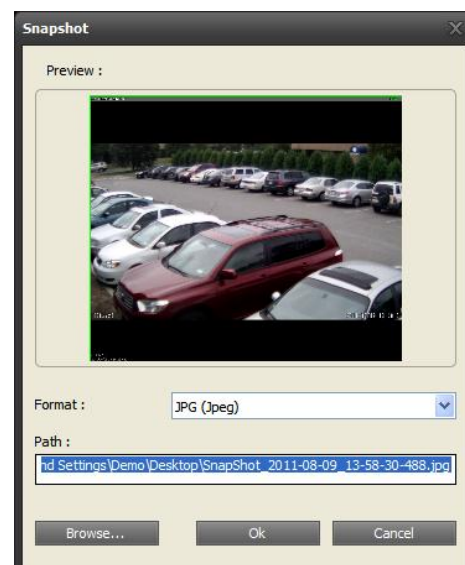 Snapshot
Preview :
Format :
JPG (Jpeg)
Path :
nd Settings\Demo\Desktop\SnapShot_2011-08-09_13-58-30-488.jpg
Browse...
Ok
Cancel